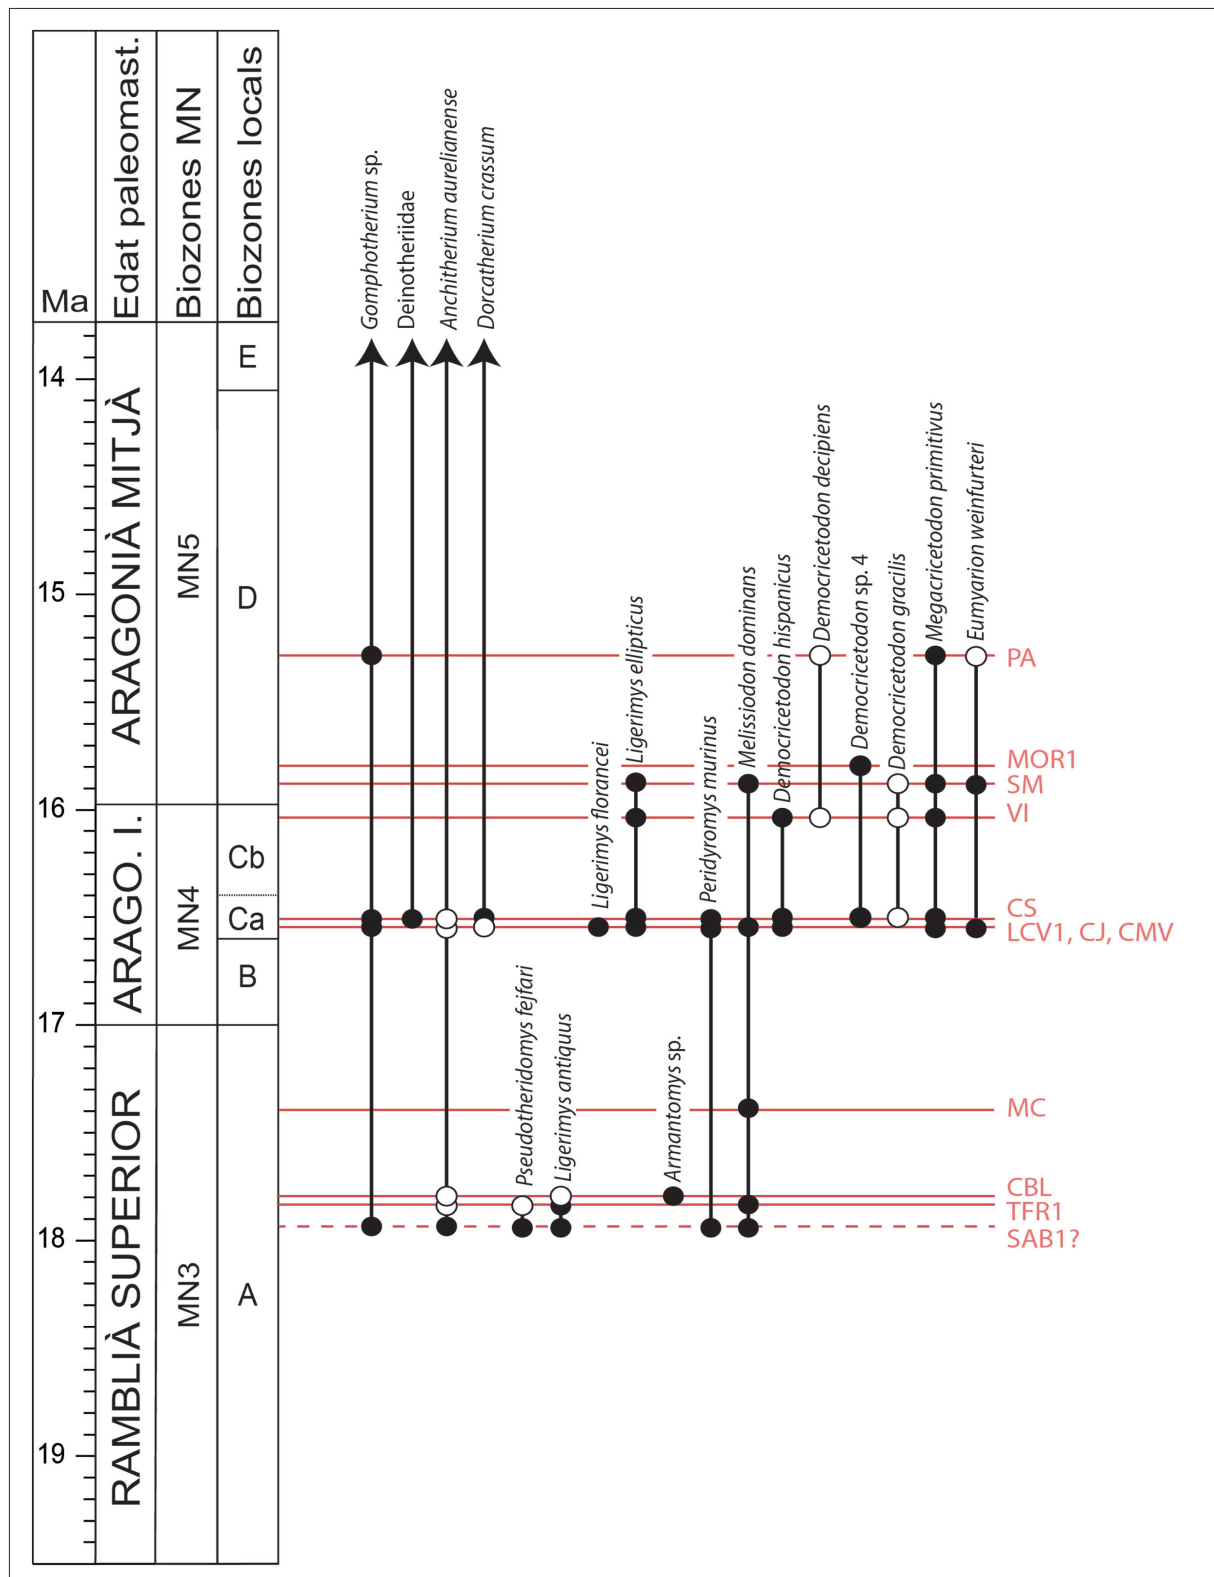 Ma
Edat paleomast.
Biozones MN
Biozones locals
14
15
16
17
18
19
ARAGONIÀ MITJÀ
ARAGO. I.
RAMBLIÀ SUPERIOR
MN5
MN4
MN3
E
D
Cb
Ca
B
A
Gomphotherium sp.
Deinotheriidae
Anchitherium aurelianense
Dorcatherium crassum
Pseudotheridomys fejfari
Ligerimys antiquus
Ligerimys florancei
Ligerimys ellipticus
Armantomys sp.
Peridyromys murinus
Melissiodon dominans
Democricetodon hispanicus
Democricetodon decipiens
Democricetodon sp. 4
Democricetodon gracilis
Megacricetodon primitivus
Eumyarion weinfurteri
PA
MOR1
SM
VI
CS
LCV1, CJ, CMV
MC
CBL
TFR1
SAB1?